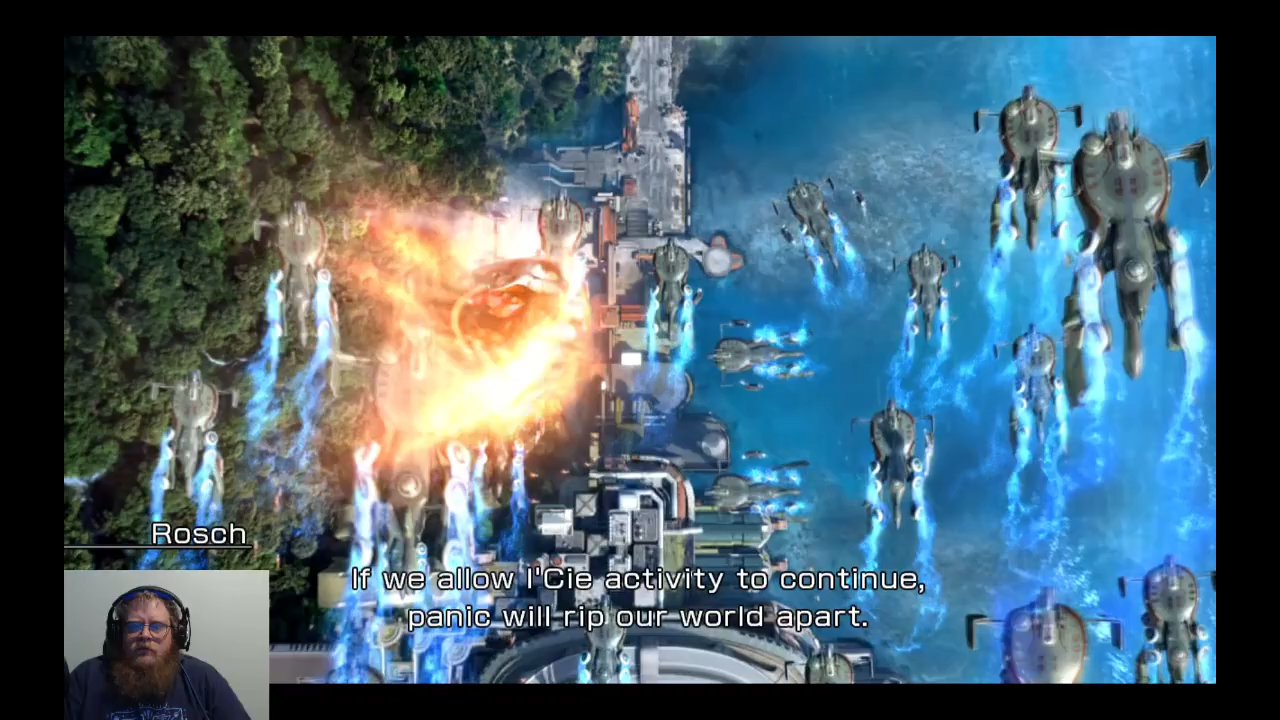 Rosch
If we allow l'Cie activity to continue,
panic will rip our world apart.